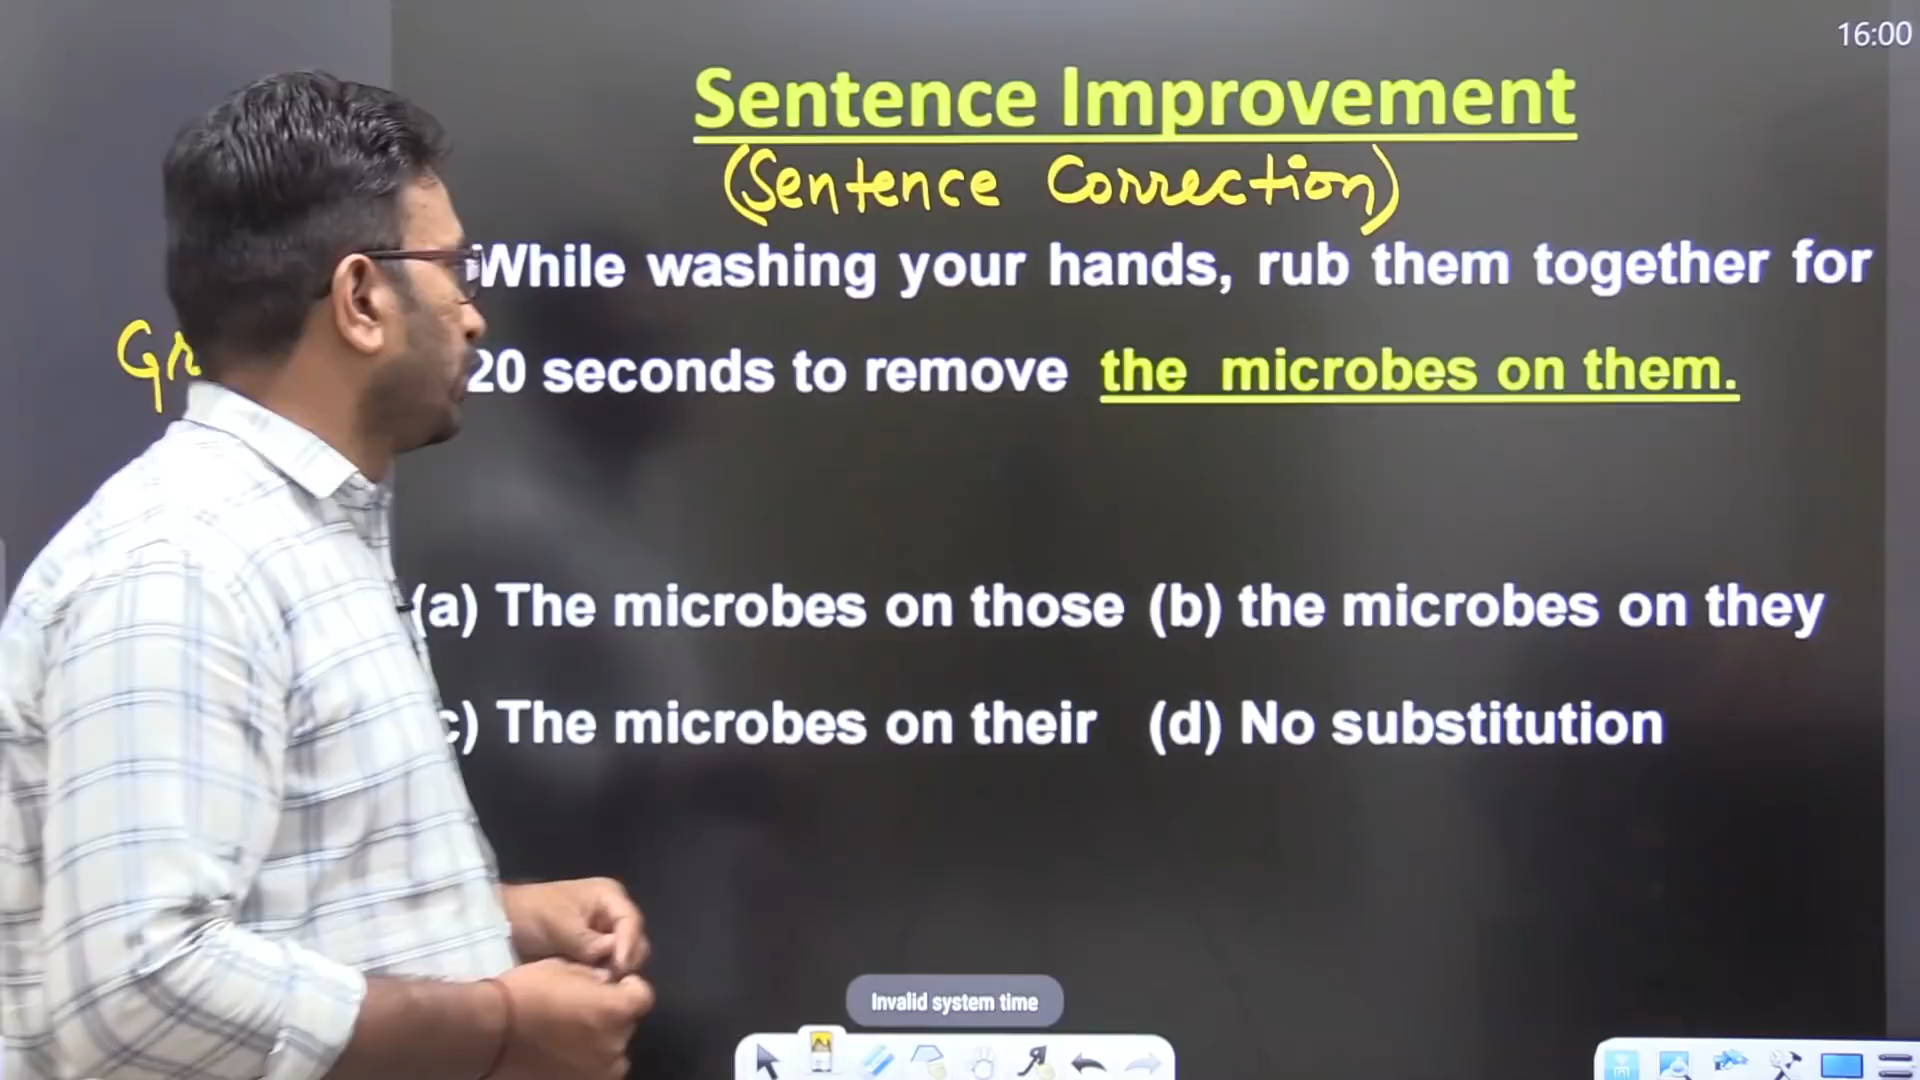 16:00
Sentence Improvement
(Sentence Correction)
While washing your hands, rub them together for
20 seconds to remove the microbes on them.
(a) The microbes on those (b) the microbes on they
c) The microbes on their (d) No substitution
Invalid system time